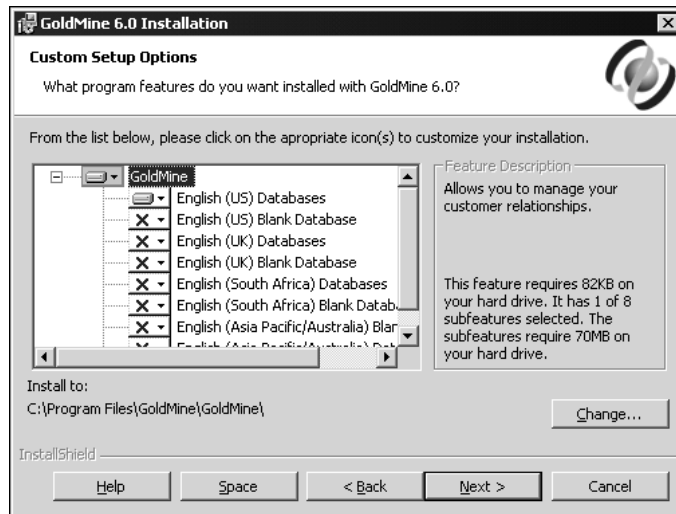 GoldMine 6.0 Installation
Custom Setup Options
What program features do you want installed with GoldMine 6.0?
From the list below, please click on the apropriate icon(s) to customize your installation.
GoldMine
English (US) Databases
English (US) Blank Database
English (UK) Databases
English (UK) Blank Database
English (South Africa) Databases
English (South Africa) Blank Datab
English (Asia Pacific/Australia) Blar
Feature Description
Allows you to manage your
customer relationships.
This feature requires 82KB on
your hard drive. It has 1 of 8
subfeatures selected. The
subfeatures require 70MB on
your hard drive.
Install to:
C:\Program Files\GoldMine\GoldMine\
Change...
InstallShield
Help
Space
< Back
Next >
Cancel